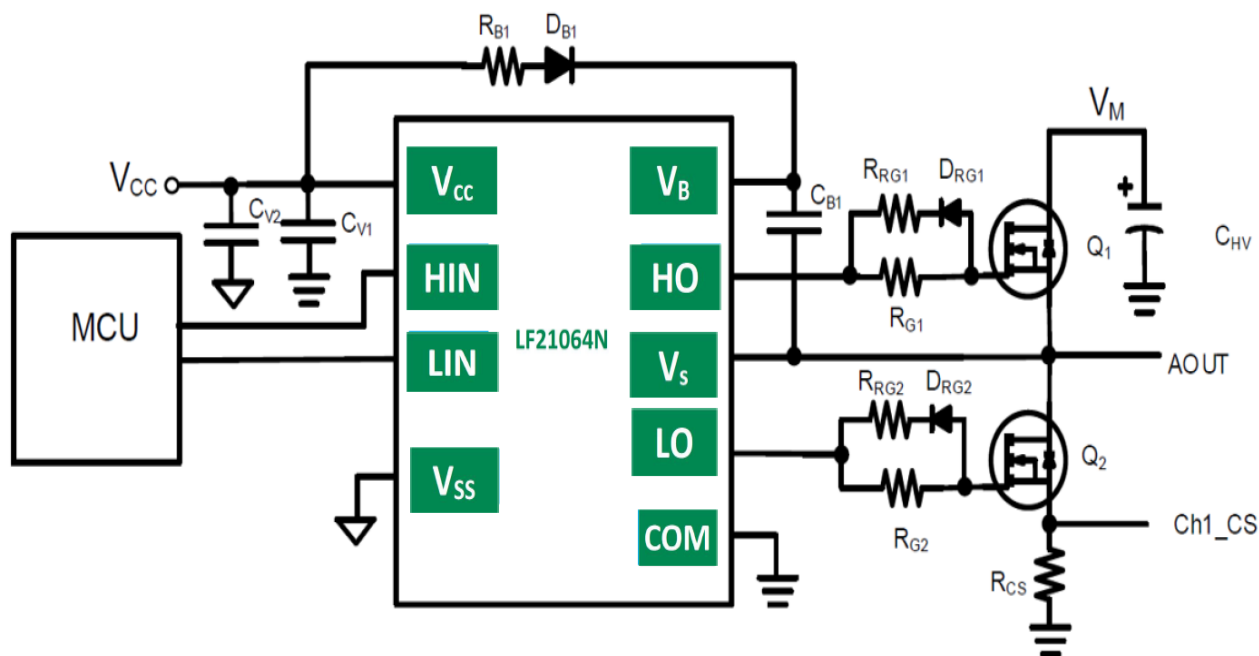 RB1
DB1
VM
VCC
VCC
VB
RRG1
DRG1
CV2
CV1
CB1
+
Q1
CHV
MCU
HIN
HO
RG1
LF21064N
LIN
Vs
AOUT
RRG2
DRG2
LO
Q2
VSS
RG2
COM
Ch1_CS
RCS